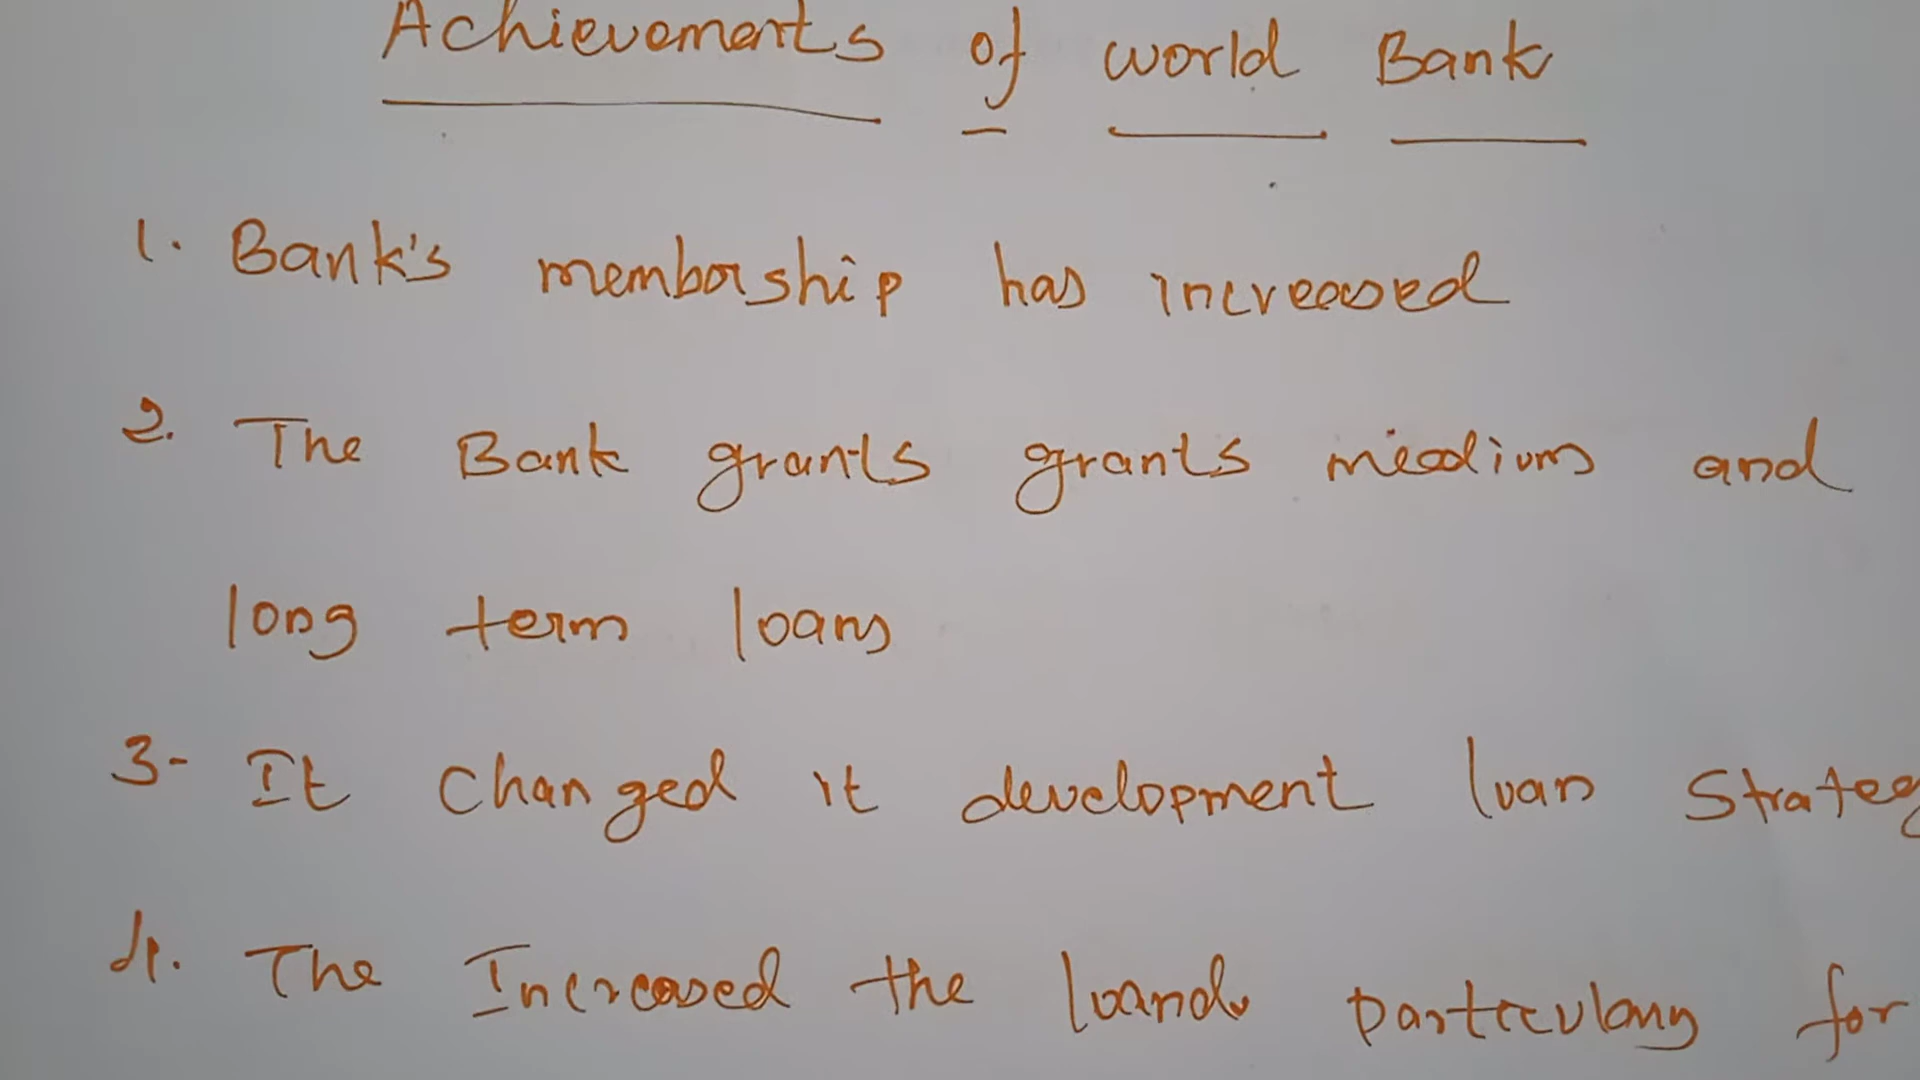 Achievements of world Bank
1. Bank's membership has increased
2. The Bank grants grants medium and
long term loans
3- It changed it development loan Strateg
4. The Increased the particularly for